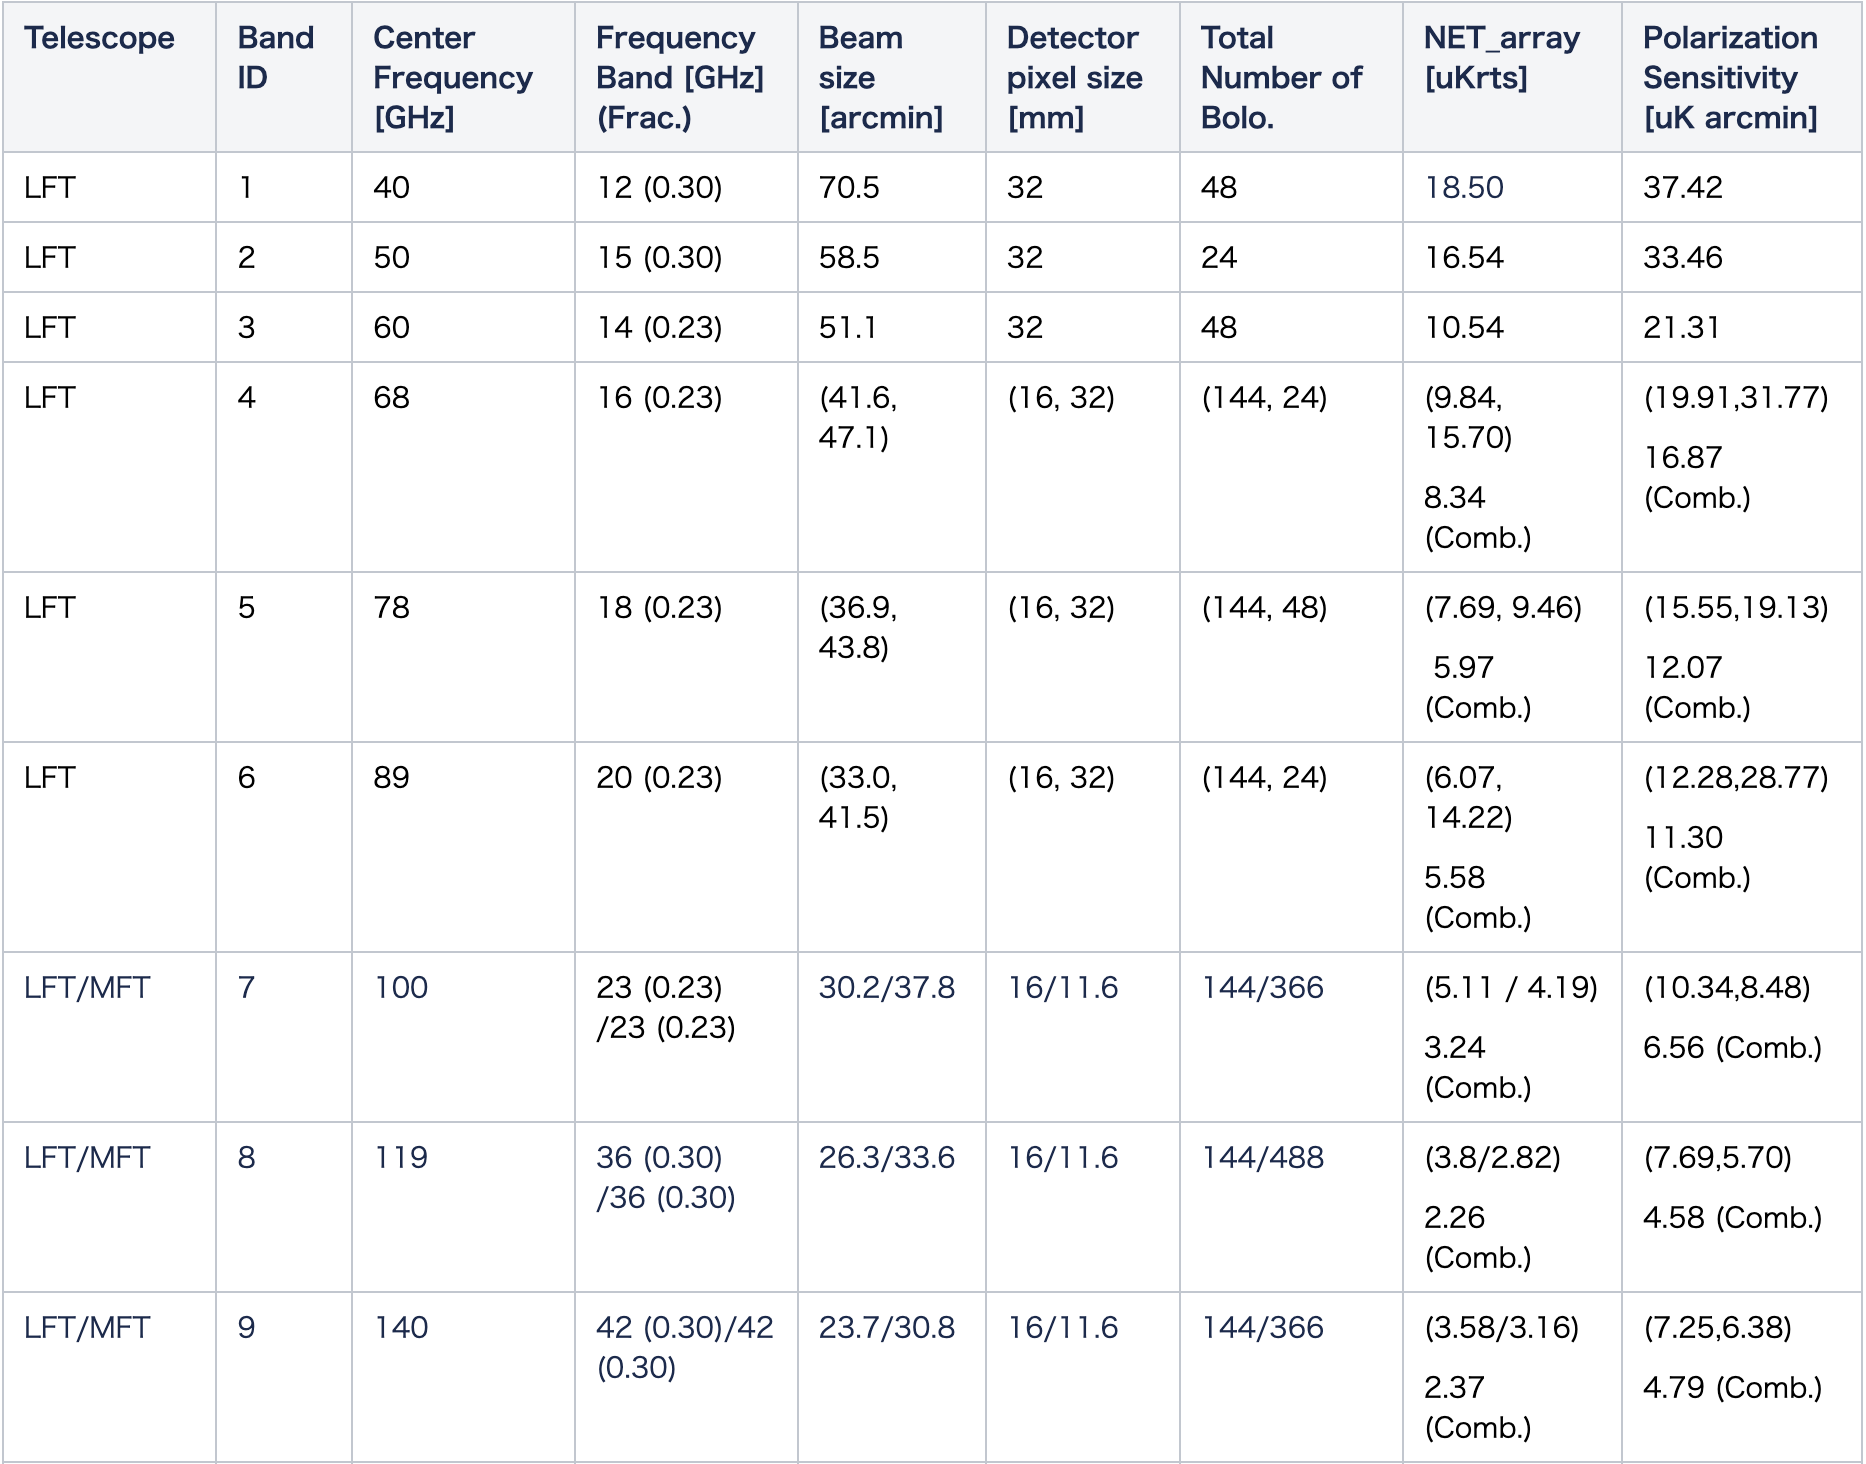 Telescope
Band
ID
Center
Frequency
[GHz]
Frequency
Band [GHz]
(Frac.)
Beam
size
[arcmin]
Detector
pixel size
[mm]
Total
Number of
Bolo.
NET_array
[uKrts]
Polarization
Sensitivity
[uK arcmin]
LFT
1
40
12 (0.30)
70.5
32
48
18.50
37.42
LFT
2
50
15 (0.30)
58.5
32
24
16.54
33.46
LFT
3
60
14 (0.23)
51.1
32
48
10.54
21.31
LFT
4
68
16 (0.23)
(41.6,
47.1)
(16, 32)
(144, 24)
(9.84,
15.70)
8.34
(Comb.)
(19.91,31.77)
16.87
(Comb.)
LFT
5
78
18 (0.23)
(36.9,
43.8)
(16, 32)
(144, 48)
(7.69, 9.46)
5.97
(Comb.)
(15.55,19.13)
12.07
(Comb.)
LFT
6
89
20 (0.23)
(33.0,
41.5)
(16, 32)
(144, 24)
(6.07,
14.22)
5.58
(Comb.)
(12.28,28.77)
11.30
(Comb.)
LFT/MFT
7
100
23 (0.23)
/23 (0.23)
30.2/37.8
16/11.6
144/366
(5.11 / 4.19)
3.24
(Comb.)
(10.34,8.48)
6.56 (Comb.)
LFT/MFT
8
119
36 (0.30)
/36 (0.30)
26.3/33.6
16/11.6
144/488
(3.8/2.82)
2.26
(Comb.)
(7.69,5.70)
4.58 (Comb.)
LFT/MFT
9
140
42 (0.30)/42
(0.30)
23.7/30.8
16/11.6
144/366
(3.58/3.16)
2.37
(Comb.)
(7.25,6.38)
4.79 (Comb.)